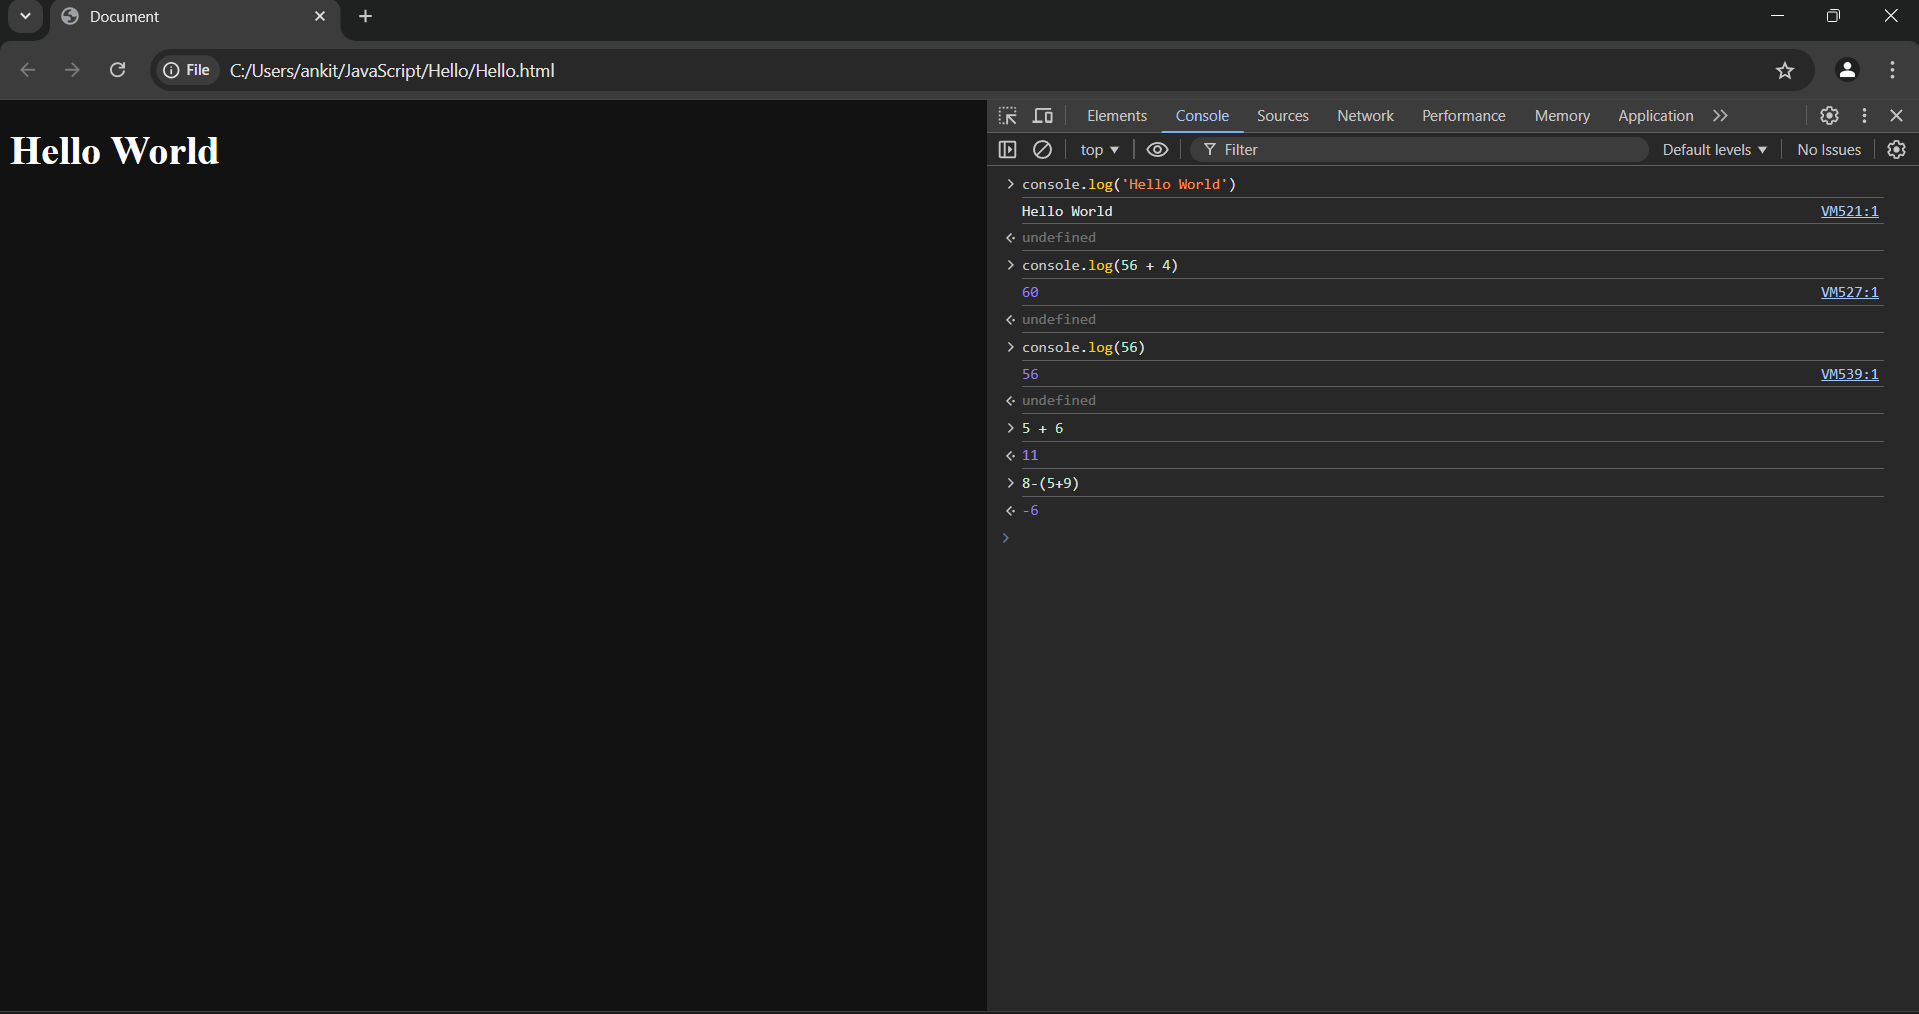 Document
File C:/Users/ankit/JavaScript/Hello/Hello.html
Hello World
Elements Console Sources Network Performance Memory Application
top Filter Default levels No Issues
console.log('Hello World')
Hello World VM521:1
undefined
console.log(56 + 4)
60 VM527:1
undefined
console.log(56)
56 VM539:1
undefined
5 + 6
11
8-(5+9)
-6